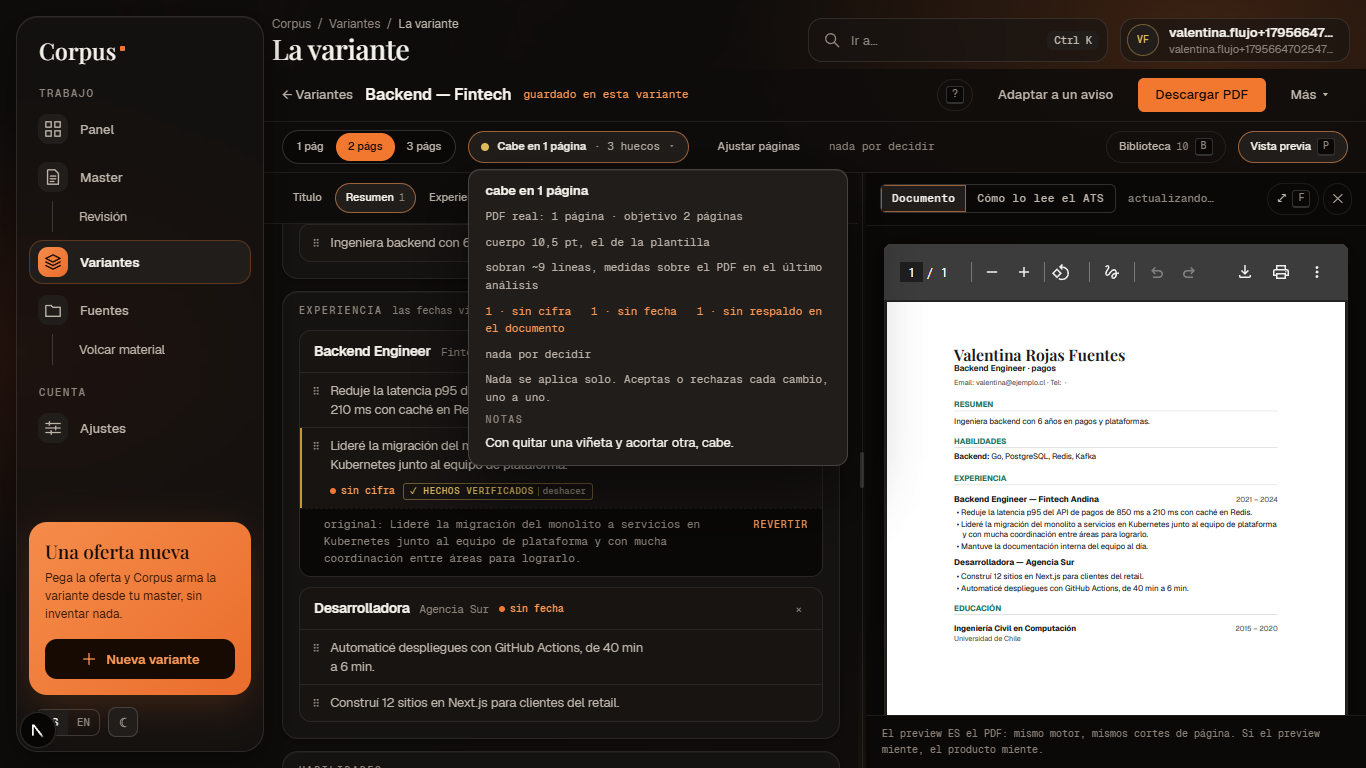 Corpus
TRABAJO
Panel
Master
Revisión
Variantes
Fuentes
Volcar material
CUENTA
Ajustes
Una oferta nueva
Pega la oferta y Corpus arma la
variante desde tu master, sin
inventar nada.
+ Nueva variante
EN
Corpus / Variantes / La variante
La variante
Ir a…
Ctrl K
VF
valentina.flujo+17956647…
valentina.flujo+1795664702547…
← Variantes
Backend — Fintech
guardado en esta variante
?
Adaptar a un aviso
Descargar PDF
Más
1 pág
2 págs
3 págs
Cabe en 1 página · 3 huecos
Ajustar páginas
nada por decidir
Biblioteca 10 B
Vista previa P
Título
Resumen 1
cabe en 1 página
PDF real: 1 página · objetivo 2 páginas
cuerpo 10,5 pt, el de la plantilla
sobran ~9 líneas, medidas sobre el PDF en el último
análisis
1 · sin cifra 1 · sin fecha 1 · sin respaldo en
el documento
nada por decidir
Nada se aplica solo. Aceptas o rechazas cada cambio,
uno a uno.
NOTAS
Con quitar una viñeta y acortar otra, cabe.
Ingeniera backend con
EXPERIENCIA las fechas
Backend Engineer
Reduje la latencia p95
210 ms con caché en
Lideré la migración del
Kubernetes junto al equipo de plataforma.
sin cifra
✓ HECHOS VERIFICADOS | deshacer
original: Lideré la migración del monolito a servicios en
Kubernetes junto al equipo de plataforma y con mucha
coordinación entre áreas para lograrlo.
REVERTIR
Desarrolladora Agencia Sur sin fecha ×
Automaticé despliegues con GitHub Actions, de 40 min
a 6 min.
Construí 12 sitios en Next.js para clientes del retail.
Documento
Cómo lo lee el ATS
actualizando…
F
1 / 1
Valentina Rojas Fuentes
Backend Engineer · pagos
Email: valentina@ejemplo.cl · Tel: ·
RESUMEN
Ingeniera backend con 6 años en pagos y plataformas.
HABILIDADES
Backend: Go, PostgreSQL, Redis, Kafka
EXPERIENCIA
Backend Engineer — Fintech Andina 2021 – 2024
• Reduje la latencia p95 del API de pagos de 850 ms a 210 ms con caché en Redis.
• Lideré la migración del monolito a servicios en Kubernetes junto al equipo de plataforma
y con mucha coordinación entre áreas para lograrlo.
• Mantuve la documentación interna del equipo al día.
Desarrolladora — Agencia Sur
• Construí 12 sitios en Next.js para clientes del retail.
• Automaticé despliegues con GitHub Actions, de 40 min a 6 min.
EDUCACIÓN
Ingeniería Civil en Computación 2015 – 2020
Universidad de Chile
El preview ES el PDF: mismo motor, mismos cortes de página. Si el preview
miente, el producto miente.